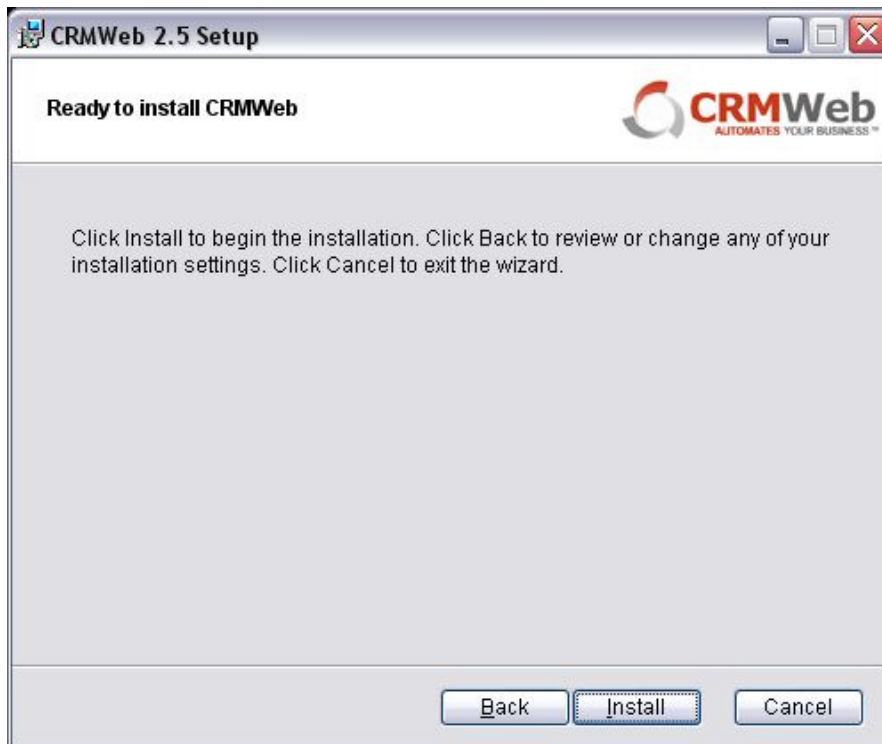 CRMWeb 2.5 Setup
Ready to install CRMWeb
CRMWeb
AUTOMATES YOUR BUSINESS™
Click Install to begin the installation. Click Back to review or change any of your
installation settings. Click Cancel to exit the wizard.
Back Install Cancel